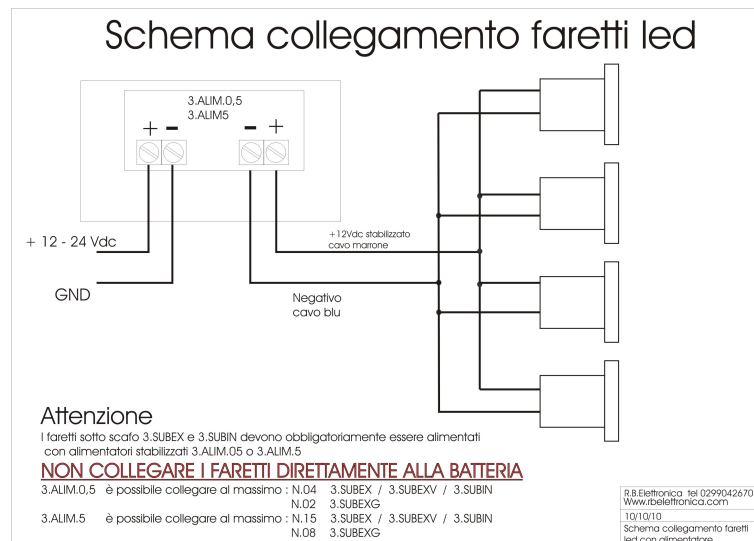 Schema collegamento faretti led
3.ALIM.0,5
3.ALIM5
+ - - +
+ 12 - 24 Vdc
GND
+12Vdc stabilizzato
cavo marrone
Negativo
cavo blu
Attenzione
I faretti sotto scafo 3.SUBEX e 3.SUBIN devono obbligatoriamente essere alimentati
con alimentatori stabilizzati 3.ALIM.05 o 3.ALIM.5
NON COLLEGARE I FARETTI DIRETTAMENTE ALLA BATTERIA
3.ALIM.0,5 è possibile collegare al massimo : N.04 3.SUBEX / 3.SUBEXV / 3.SUBIN
N.02 3.SUBEXG
3.ALIM.5 è possibile collegare al massimo : N.15 3.SUBEX / 3.SUBEXV / 3.SUBIN
N.08 3.SUBEXG
R.B.Elettronica tel 0299042670
Www.rbelettronica.com
10/10/10
Schema collegamento faretti
led con alimentatore